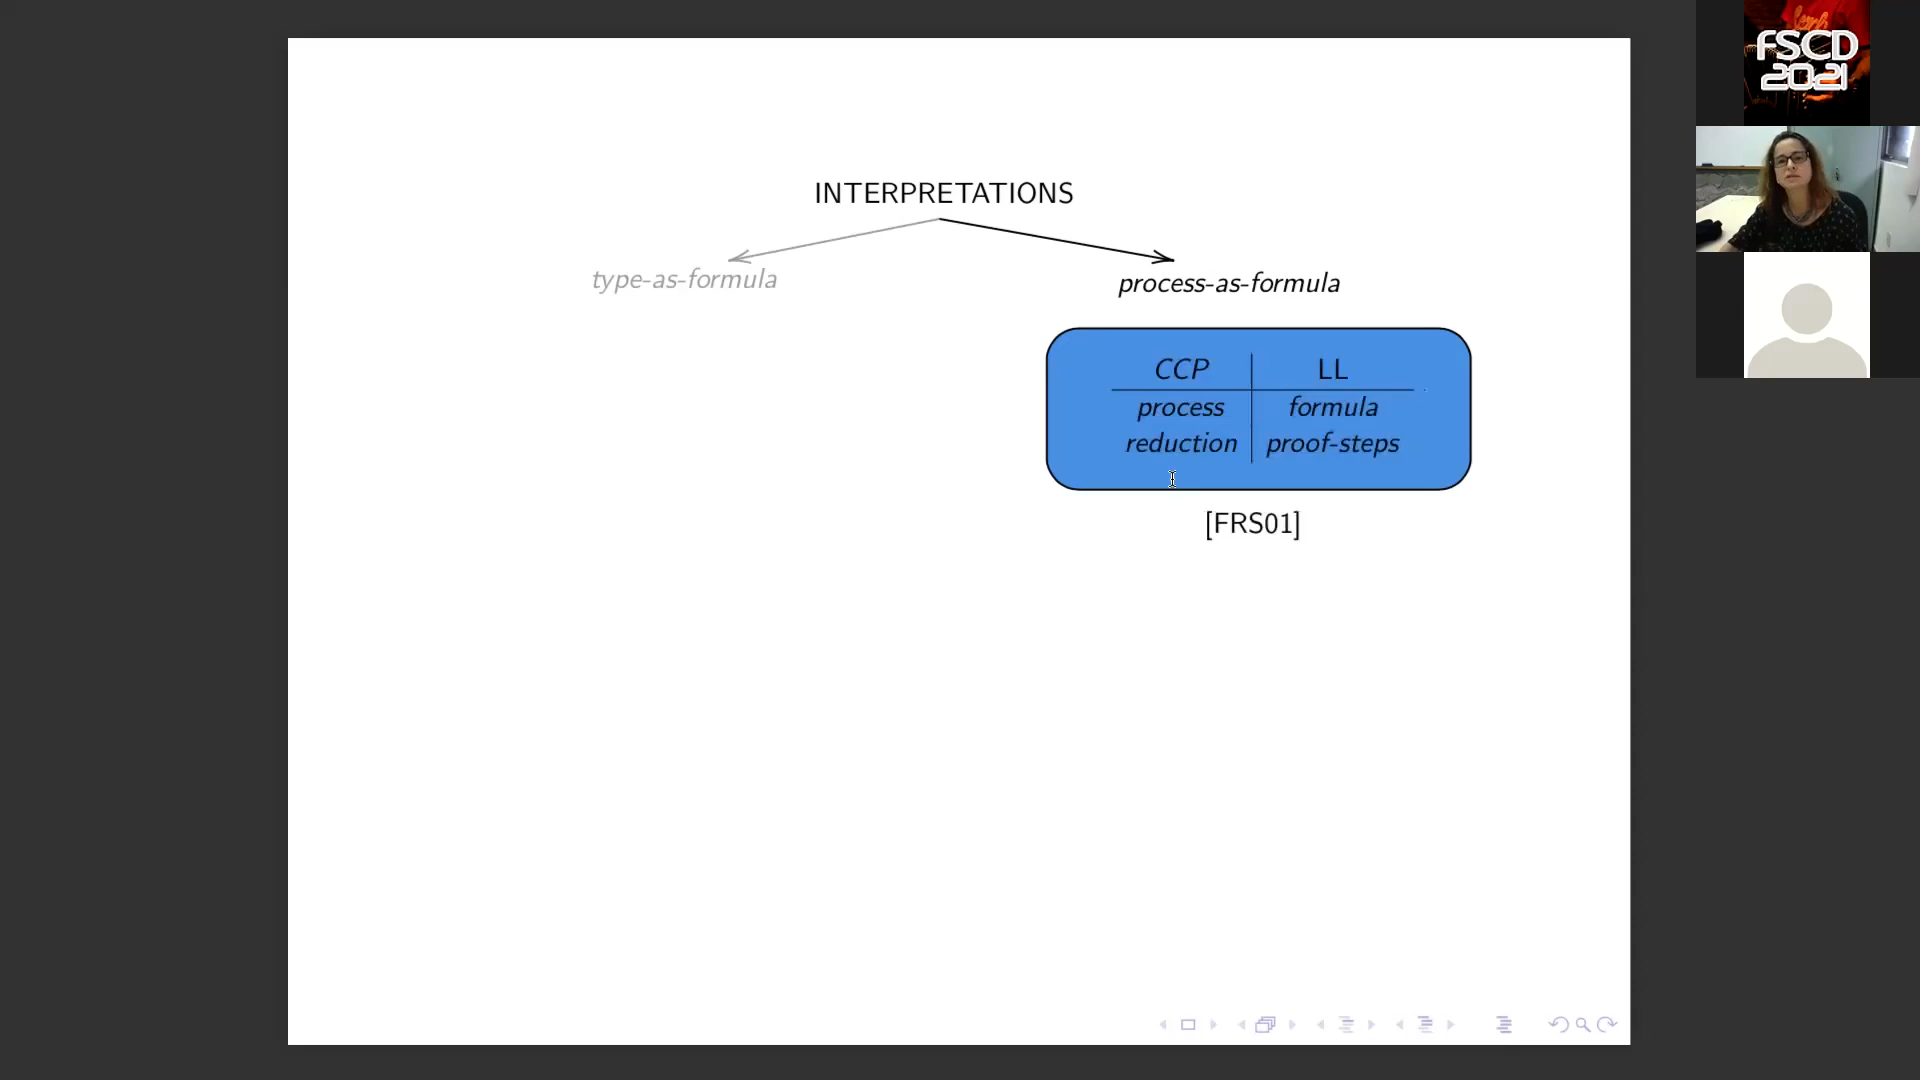 INTERPRETATIONS
type-as-formula
process-as-formula
CCP LL
process formula
reduction proof-steps
[FRS01]
FSCD
2021